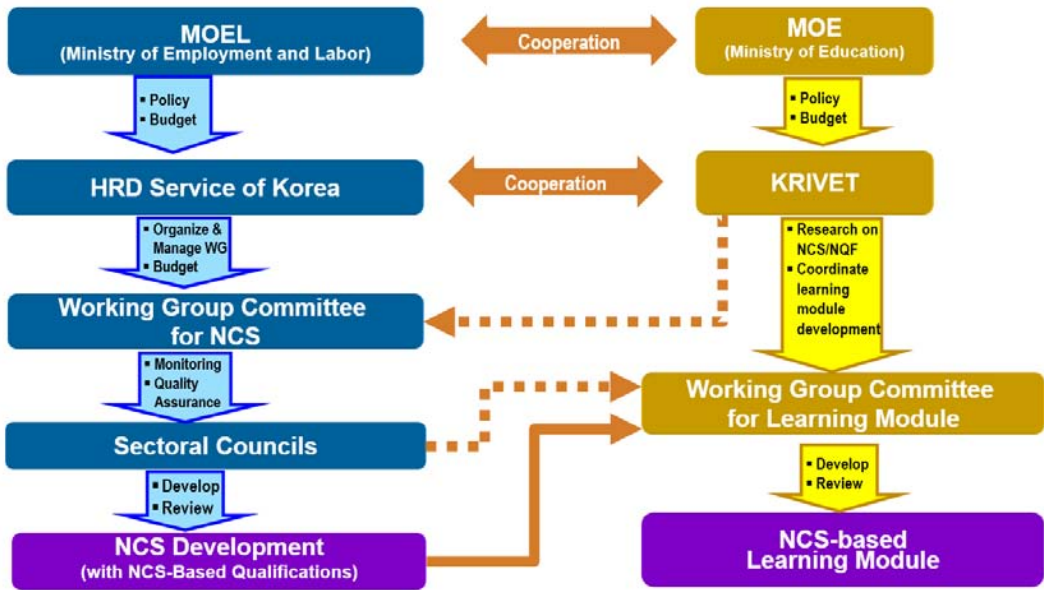 MOEL
(Ministry of Employment and Labor)
Cooperation
MOE
(Ministry of Education)
▪ Policy
▪ Budget
▪ Policy
▪ Budget
HRD Service of Korea
Cooperation
KRIVET
▪ Organize &
Manage WG
▪ Budget
▪ Research on
NCS/NQF
▪ Coordinate
learning
module
development
Working Group Committee
for NCS
▪ Monitoring
▪ Quality
Assurance
Working Group Committee
for Learning Module
Sectoral Councils
▪ Develop
▪ Review
▪ Develop
▪ Review
NCS Development
(with NCS-Based Qualifications)
NCS-based
Learning Module